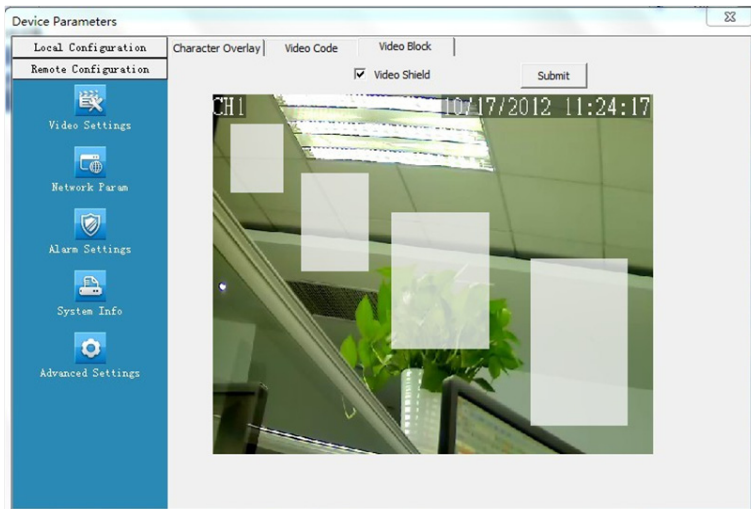 Device Parameters
Local Configuration
Remote Configuration
Video Settings
Network Param
Alarm Settings
System Info
Advanced Settings
Character Overlay
Video Code
Video Block
Video Shield
Submit
CH1
10/17/2012 11:24:17